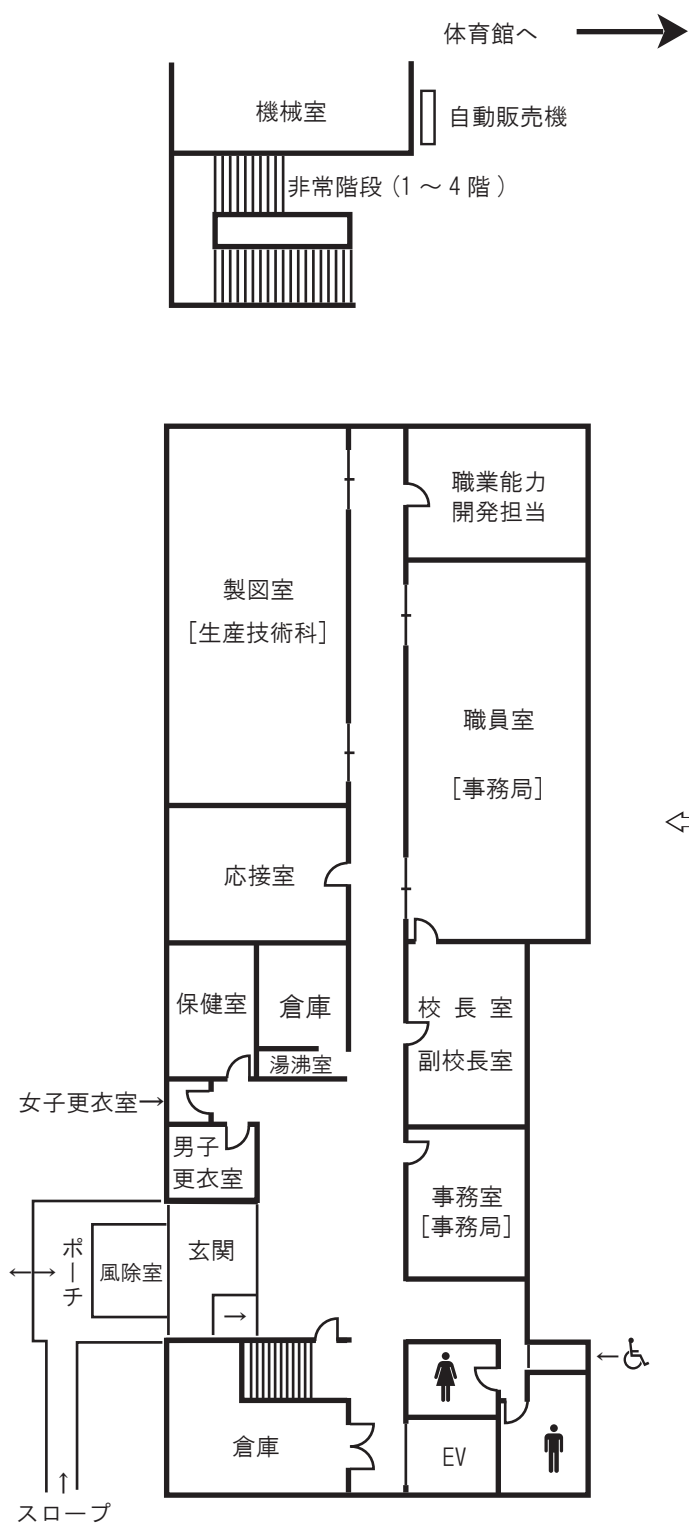 体育館へ
機械室
自動販売機
非常階段（1～4階）
職業能力
開発担当
製図室
[生産技術科]
職員室
[事務局]
応接室
保健室
倉庫
校長室
湯沸室
副校長室
女子更衣室→
男子
更衣室
事務室
[事務局]
ポーチ
風除室
玄関
→
←
倉庫
EV
↑
スロープ